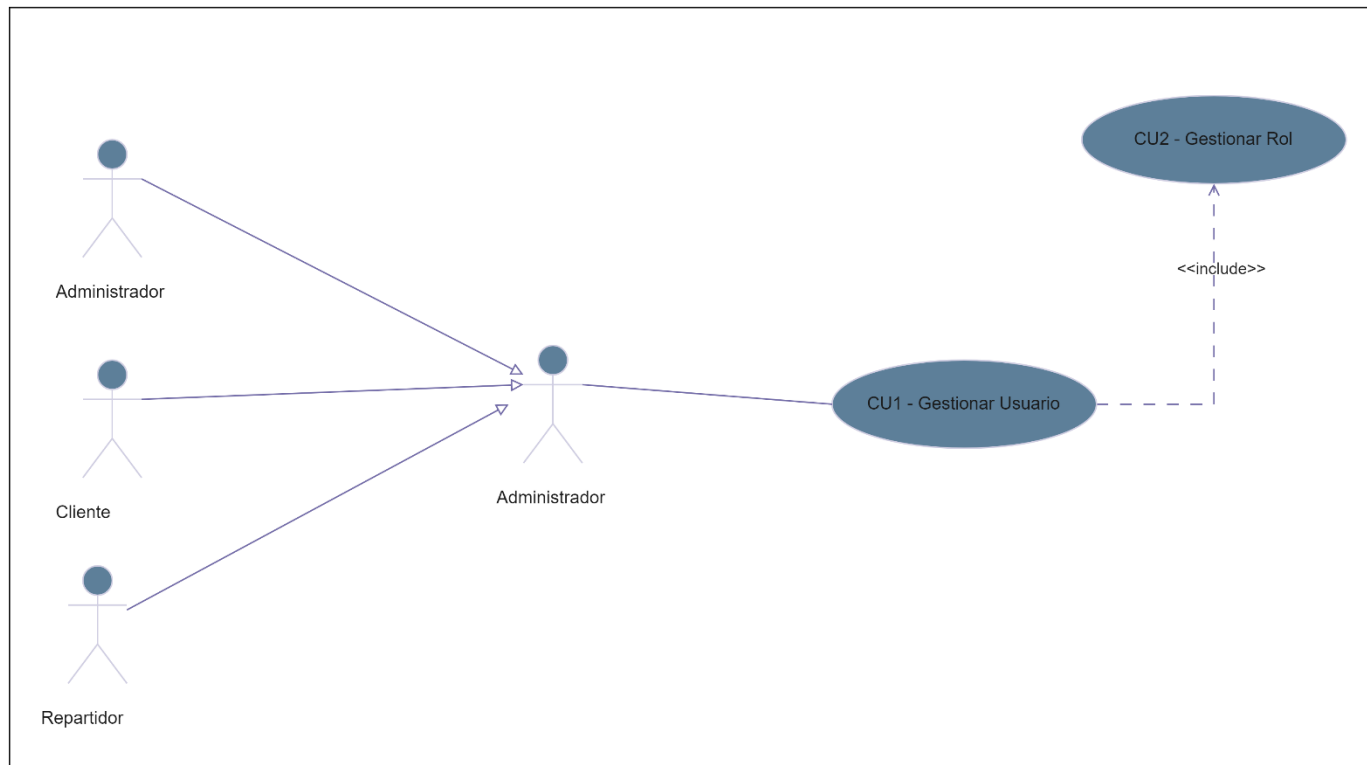 CU2 - Gestionar Rol
<<include>>
Administrador
CU1 - Gestionar Usuario
Administrador
Cliente
Repartidor